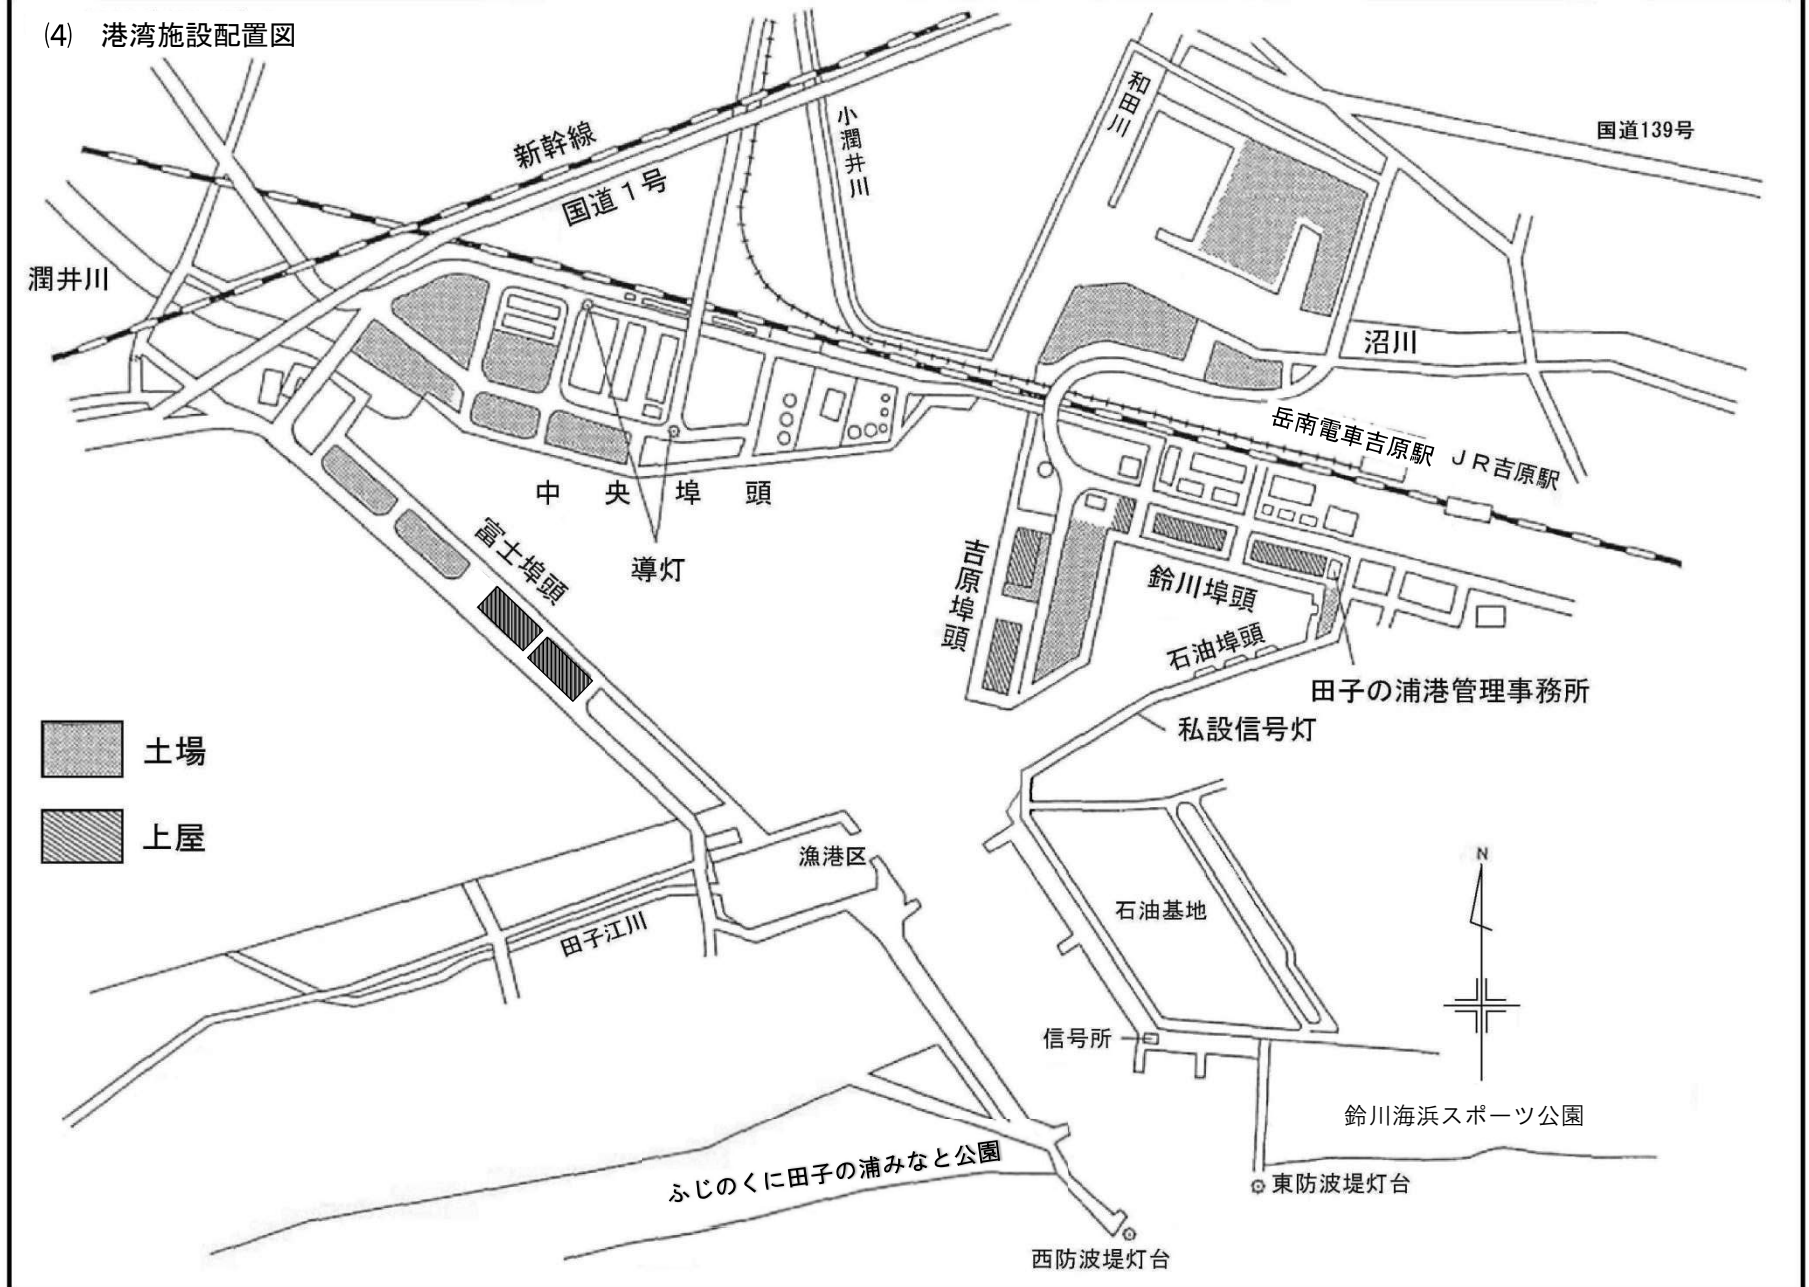 ⑷ 港湾施設配置図
新幹線
国道1号
小潤井川
和田川
国道139号
潤井川
沼川
岳南電車吉原駅
JR吉原駅
中央埠頭
導灯
富士埠頭
吉原埠頭
鈴川埠頭
石油埠頭
田子の浦港管理事務所
私設信号灯
土場
上屋
漁港区
田子江川
石油基地
N
信号所
鈴川海浜スポーツ公園
ふじのくに田子の浦みなと公園
東防波堤灯台
西防波堤灯台